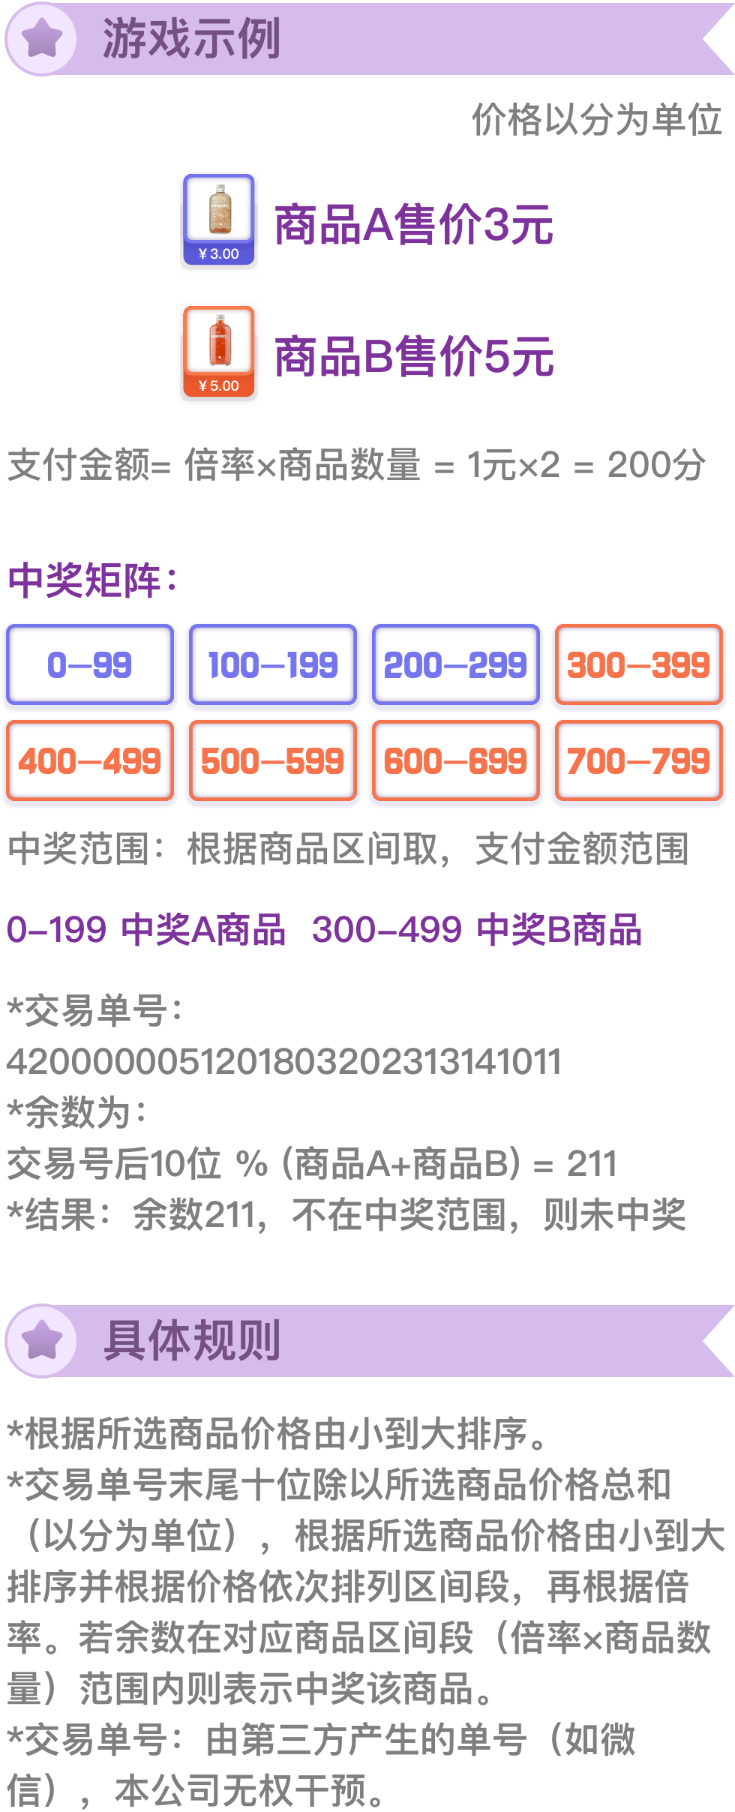 游戏示例
价格以分为单位
¥3.00
商品A售价3元
¥5.00
商品B售价5元
支付金额= 倍率×商品数量 = 1元×2 = 200分
中奖矩阵：
0—99 100—199 200—299 300—399
400—499 500—599 600—699 700—799
中奖范围：根据商品区间取，支付金额范围
0–199 中奖A商品 300–499 中奖B商品
*交易单号：
4200000051201803202313141011
*余数为：
交易号后10位 % (商品A+商品B) = 211
*结果：余数211，不在中奖范围，则未中奖
具体规则
*根据所选商品价格由小到大排序。
*交易单号末尾十位除以所选商品价格总和
（以分为单位），根据所选商品价格由小到大
排序并根据价格依次排列区间段，再根据倍
率。若余数在对应商品区间段（倍率×商品数
量）范围内则表示中奖该商品。
*交易单号：由第三方产生的单号（如微
信），本公司无权干预。